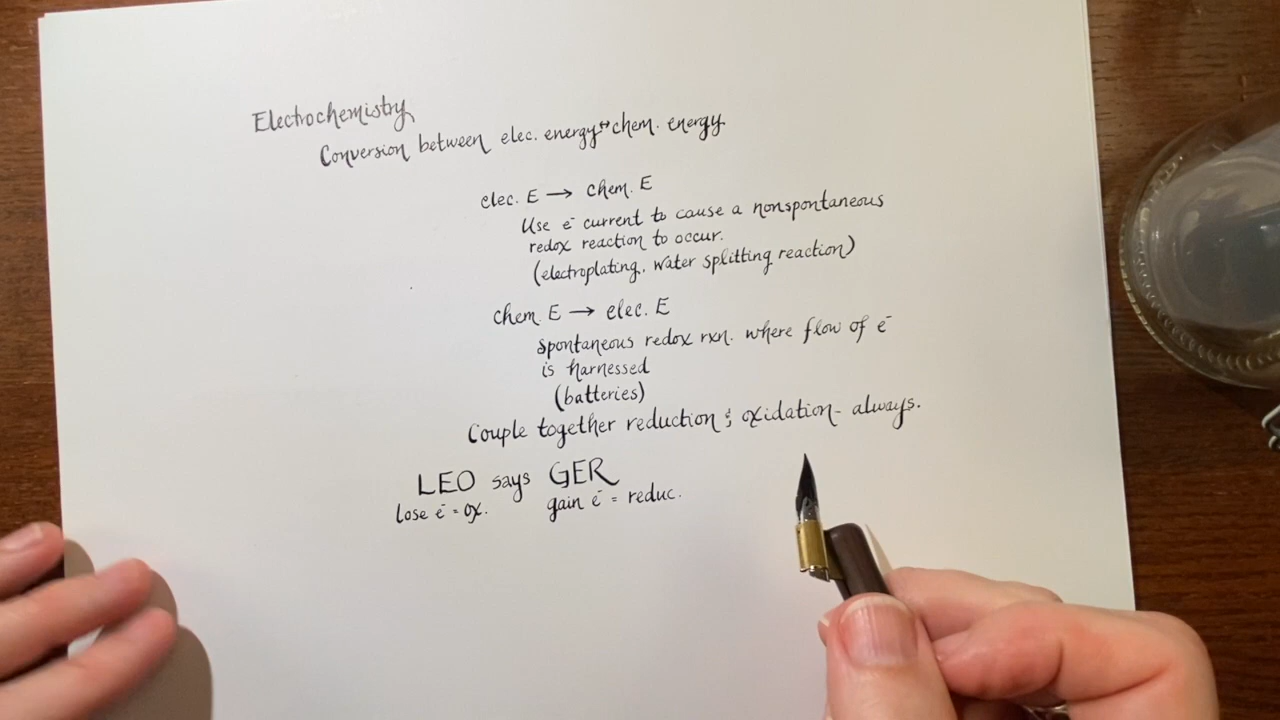 Electrochemistry
Conversion between elec. energy ↔ chem. energy
elec. E → chem. E
Use e⁻ current to cause a nonspontaneous
redox reaction to occur.
(electroplating, water splitting reaction)
chem. E → elec. E
Spontaneous redox rxn. where flow of e⁻
is harnessed
(batteries)
Couple together reduction & oxidation - always.
LEO says GER
lose e⁻ = ox. gain e⁻ = reduc.